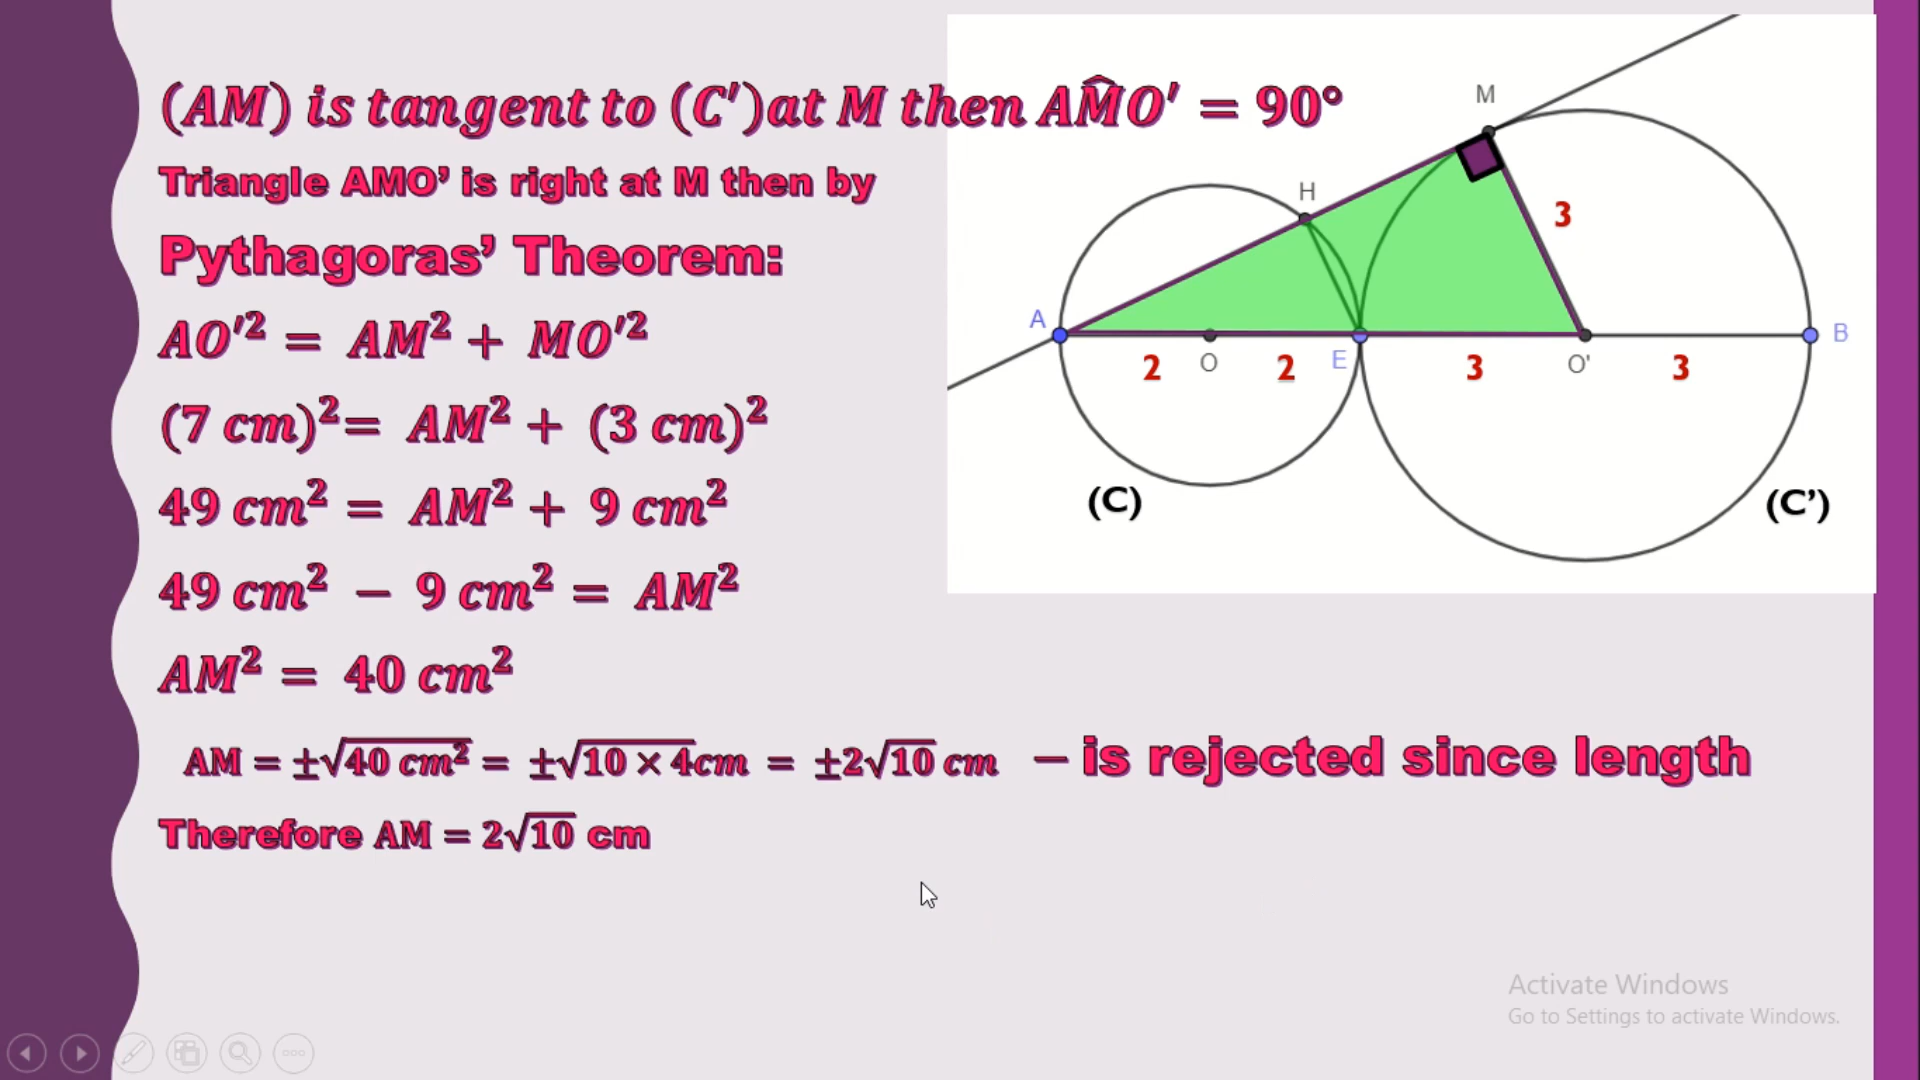 (AM) is tangent to (C′)at M then AM̂O′ = 90°
Triangle AMO’ is right at M then by
Pythagoras’ Theorem:
AO′² = AM² + MO′²
(7 cm)²= AM² + (3 cm)²
49 cm² = AM² + 9 cm²
49 cm² − 9 cm² = AM²
AM² = 40 cm²
AM = ±√40 cm² = ±√10 × 4cm = ±2√10 cm − is rejected since length
Therefore AM = 2√10 cm
M
H
3
A
O
E
O'
B
2
2
3
3
(C)
(C’)
Activate Windows
Go to Settings to activate Windows.